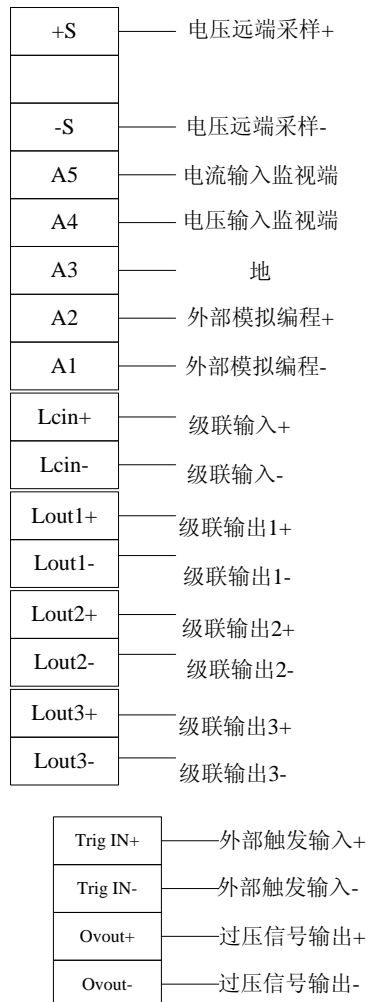 +S 电压远端采样+
-S 电压远端采样-
A5 电流输入监视端
A4 电压输入监视端
A3 地
A2 外部模拟编程+
A1 外部模拟编程-
Lcin+ 级联输入+
Lcin- 级联输入-
Lout1+ 级联输出1+
Lout1- 级联输出1-
Lout2+ 级联输出2+
Lout2- 级联输出2-
Lout3+ 级联输出3+
Lout3- 级联输出3-
Trig IN+ 外部触发输入+
Trig IN- 外部触发输入-
Ovout+ 过压信号输出+
Ovout- 过压信号输出-